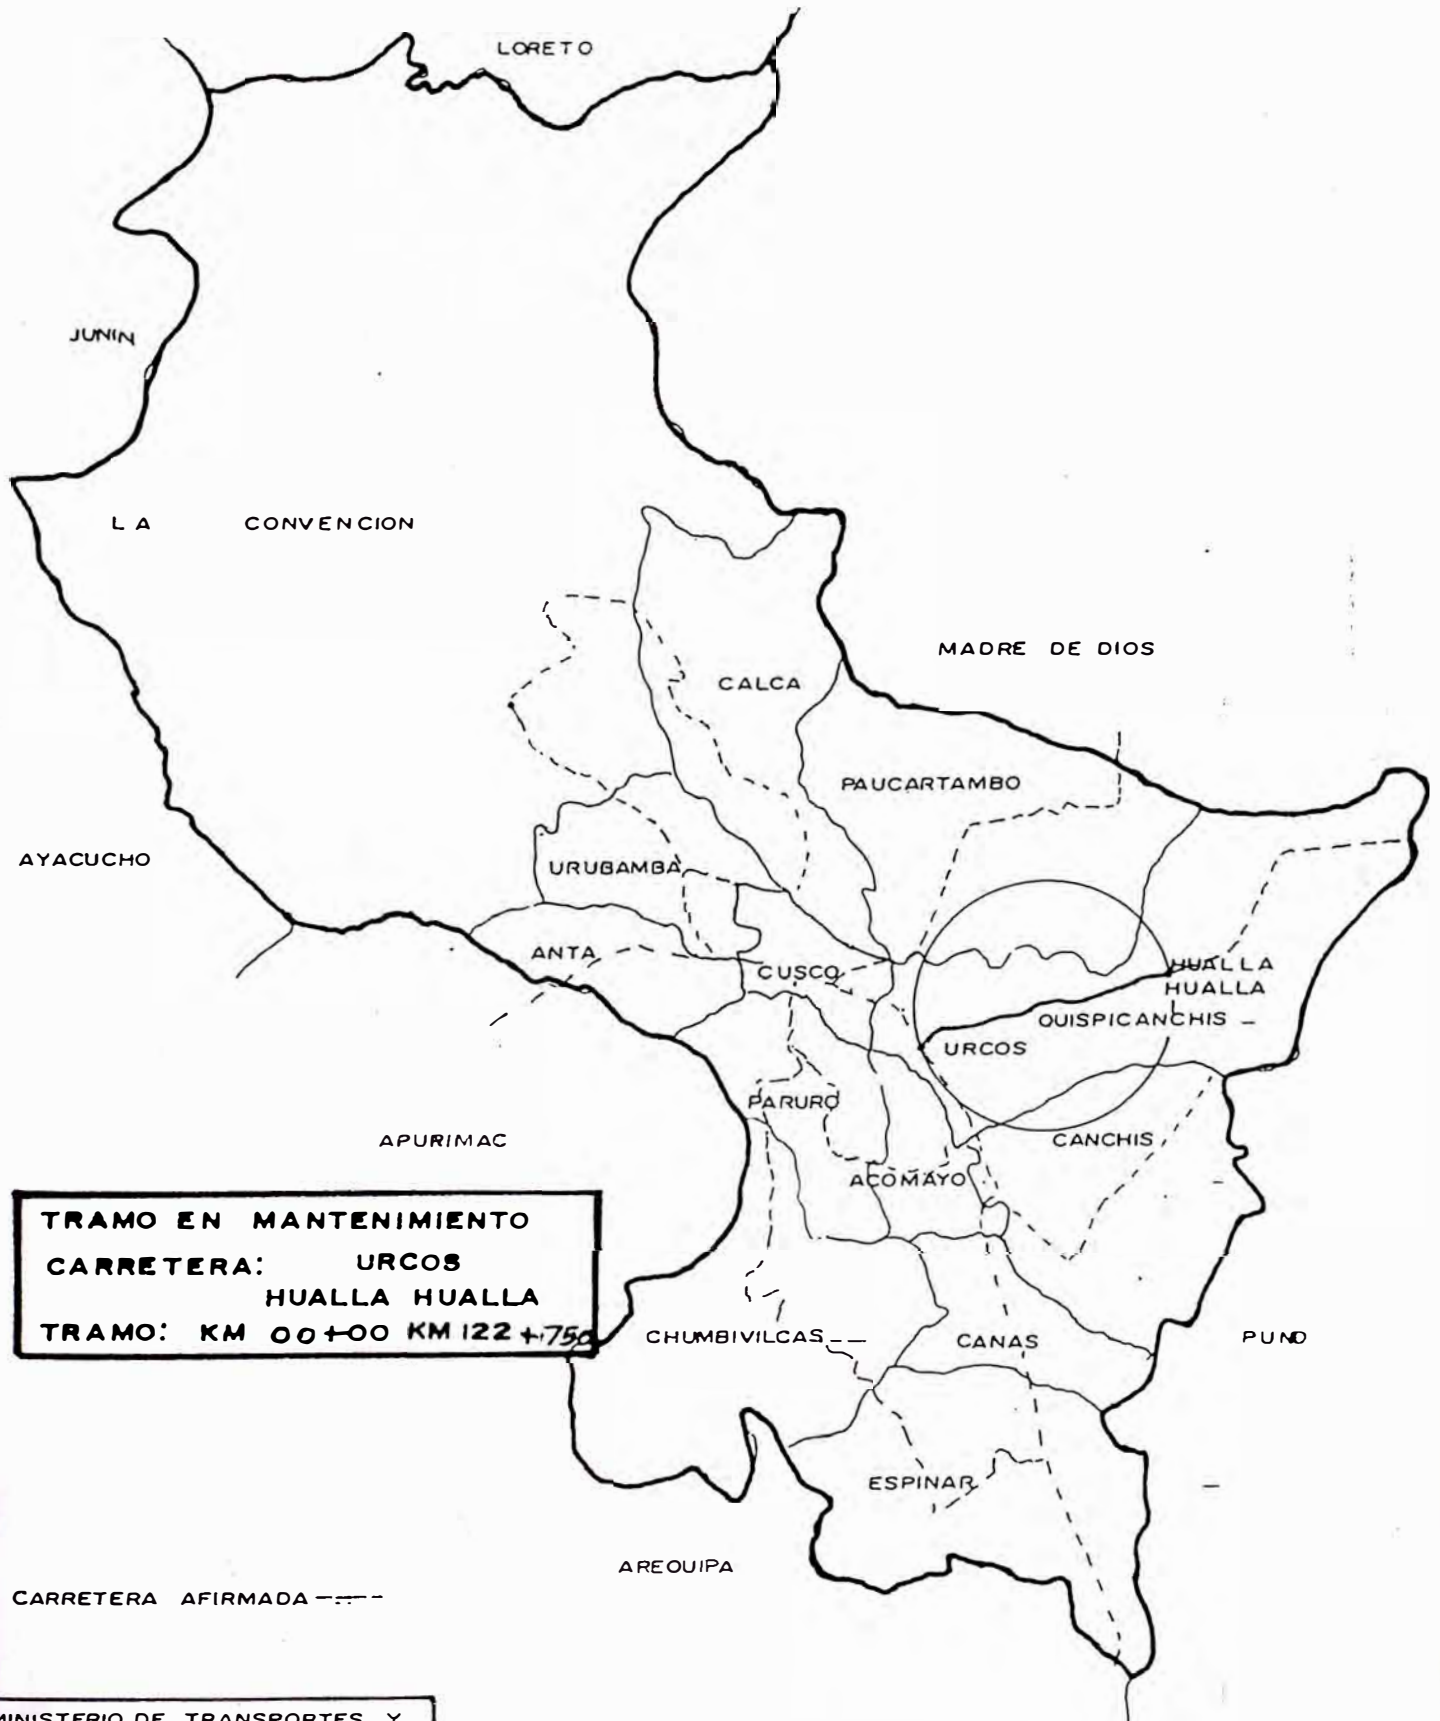 LORETO
JUNIN
LA CONVENCION
MADRE DE DIOS
CALCA
PAUCARTAMBO
AYACUCHO
URUBAMBA
ANTA
CUSCO
HUALLA
HUALLA
QUISPICANCHIS
URCOS
PARURO
APURIMAC
CANCHIS
ACOMAYO
TRAMO EN MANTENIMIENTO
CARRETERA: URCOS
HUALLA HUALLA
TRAMO: KM 00+00 KM 122+750
CHUMBIVILCAS
CANAS
PUNO
ESPINAR
AREQUIPA
CARRETERA AFIRMADA
MINISTERIO DE TRANSPORTES Y